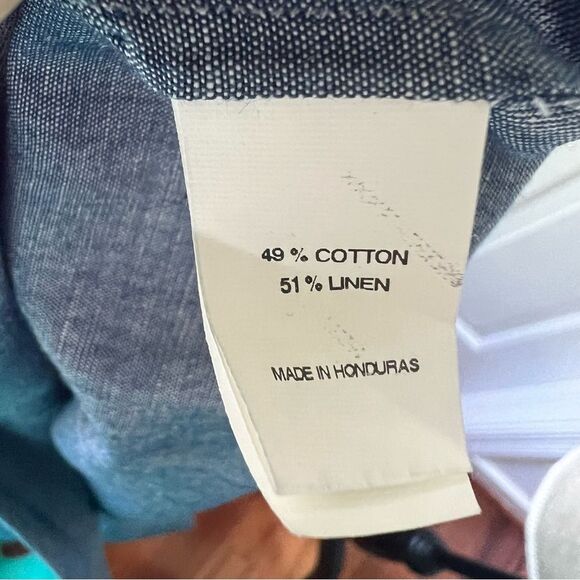 49 % COTTON
51 % LINEN
MADE IN HONDURAS